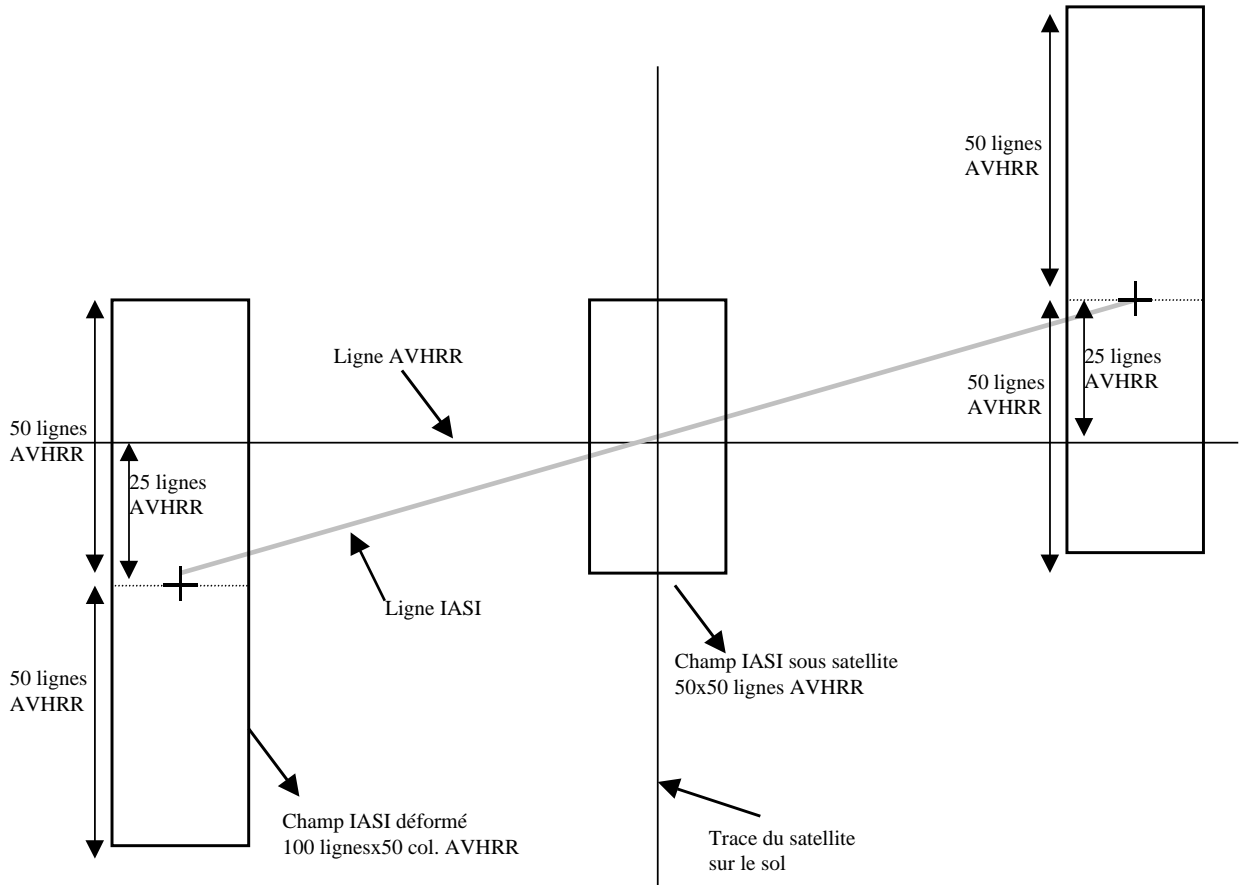 50 lignes
AVHRR
Ligne AVHRR
25 lignes
AVHRR
50 lignes
AVHRR
50 lignes
AVHRR
25 lignes
AVHRR
Ligne IASI
Champ IASI sous satellite
50x50 lignes AVHRR
50 lignes
AVHRR
Champ IASI déformé
100 lignesx50 col. AVHRR
Trace du satellite
sur le sol